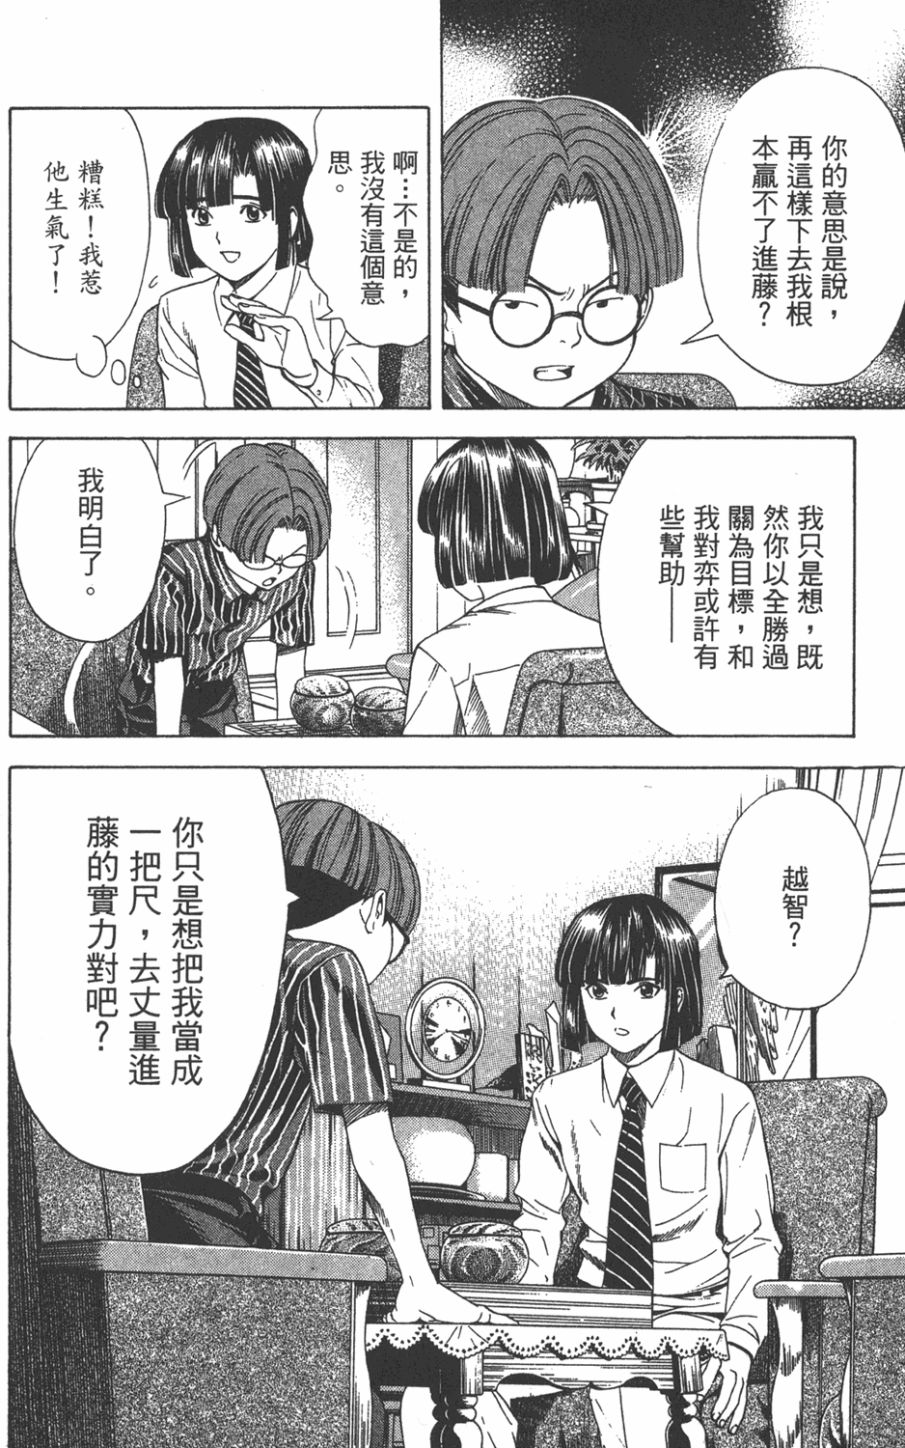 你的意思是說，
再這樣下去我根
本贏不了進藤？
啊…不是的，
我沒有這個意
思。
糟糕！我惹
他生氣了！
我只是想，既
然你以全勝過
關為目標，和
我對弈或許有
些幫助——
我明白了。
越智？
你只是想把我當成
一把尺，去丈量進
藤的實力對吧？